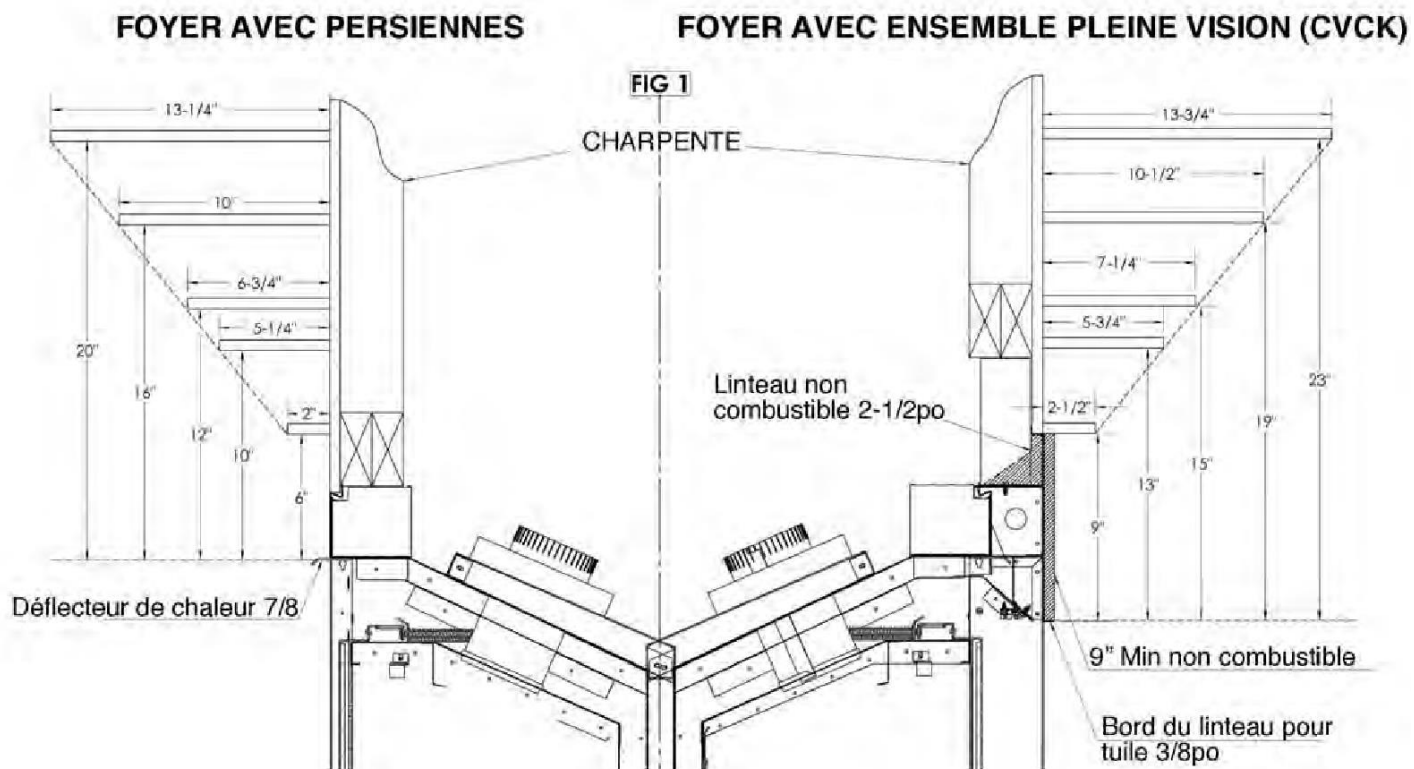 FOYER AVEC PERSIENNES
FOYER AVEC ENSEMBLE PLEINE VISION (CVCK)
FIG 1
CHARPENTE
13-1/4"
10"
6-3/4"
5-1/4"
2"
20"
16"
12"
10"
6"
Déflecteur de chaleur 7/8
13-3/4"
10-1/2"
7-1/4"
5-3/4"
2-1/2"
Linteau non
combustible 2-1/2po
23"
19"
15"
13"
9"
9" Min non combustible
Bord du linteau pour
tuile 3/8po